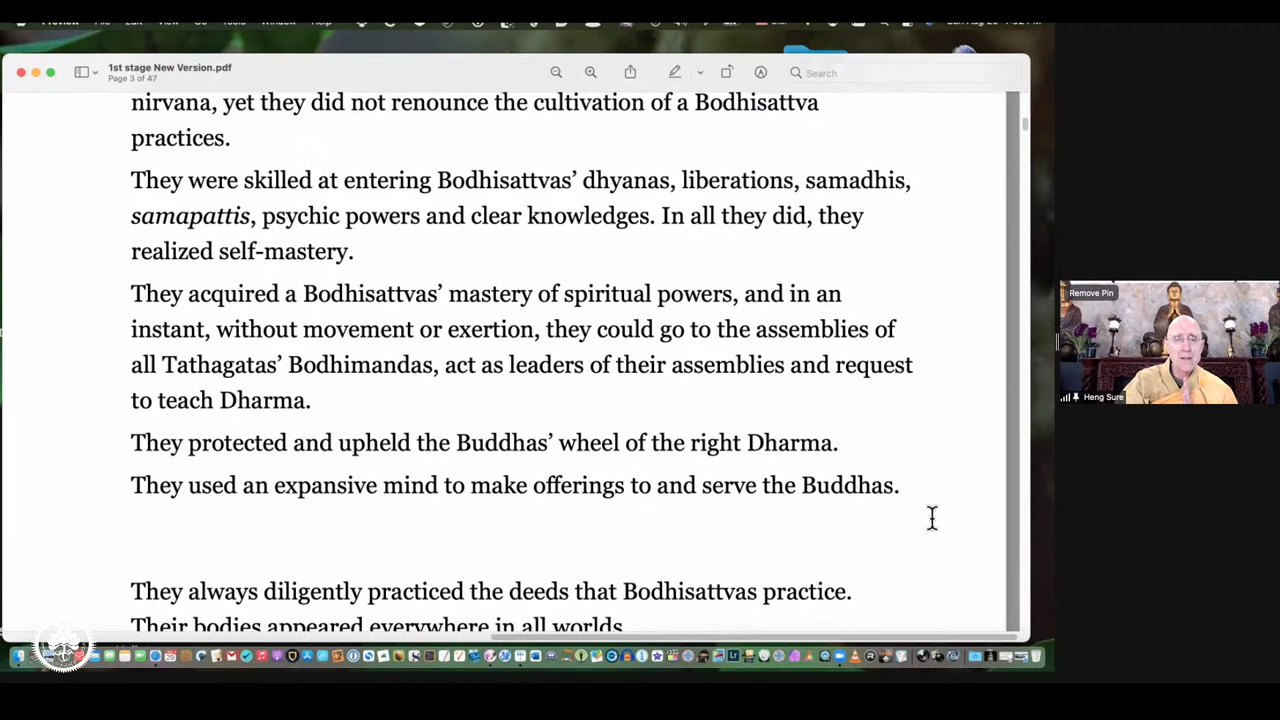 1st stage New Version.pdf
Page 3 of 47
Search
nirvana, yet they did not renounce the cultivation of a Bodhisattva
practices.
They were skilled at entering Bodhisattvas’ dhyanas, liberations, samadhis,
samapattis, psychic powers and clear knowledges. In all they did, they
realized self-mastery.
They acquired a Bodhisattvas’ mastery of spiritual powers, and in an
instant, without movement or exertion, they could go to the assemblies of
all Tathagatas’ Bodhimandas, act as leaders of their assemblies and request
to teach Dharma.
They protected and upheld the Buddhas’ wheel of the right Dharma.
They used an expansive mind to make offerings to and serve the Buddhas.
They always diligently practiced the deeds that Bodhisattvas practice.
Their bodies appeared everywhere in all worlds.
Remove Pin
Heng Sure